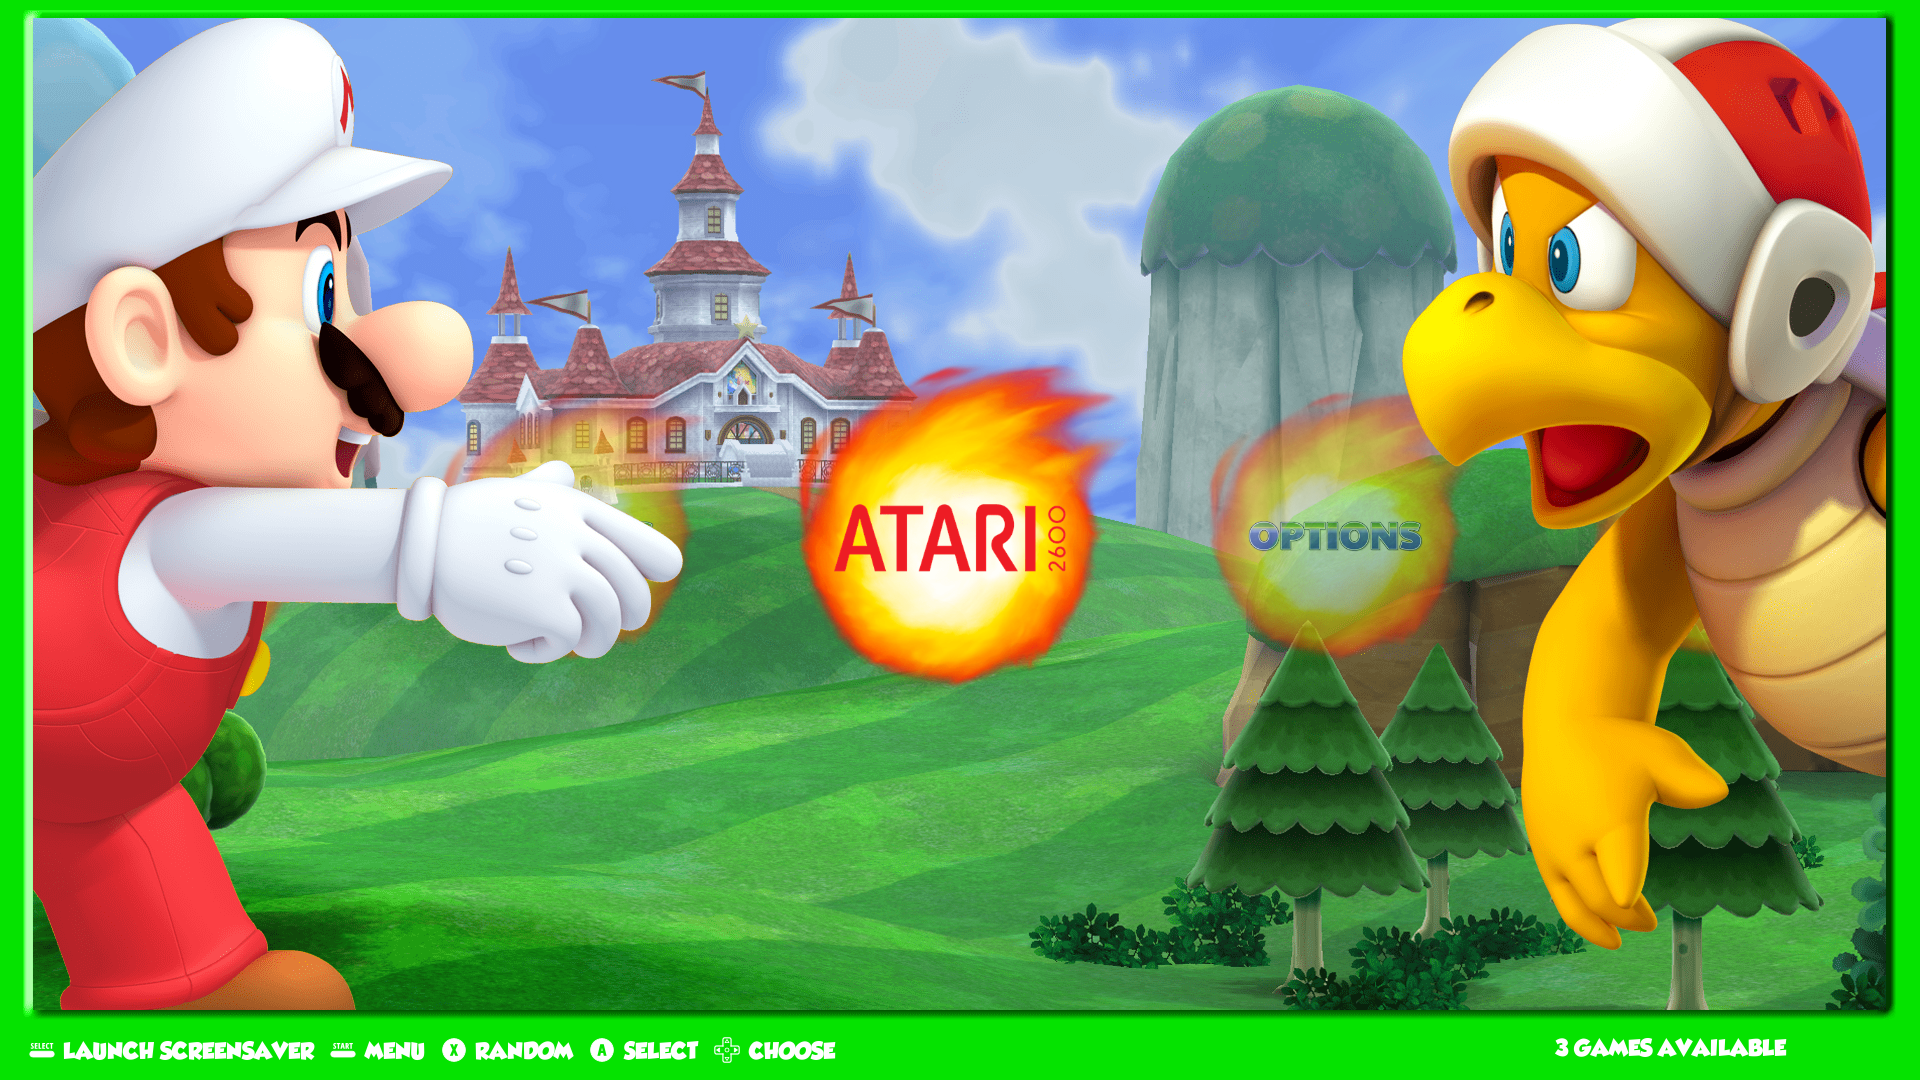 ATARI 2600
OPTIONS
SELECT LAUNCH SCREENSAVER START MENU X RANDOM A SELECT CHOOSE
3 GAMES AVAILABLE